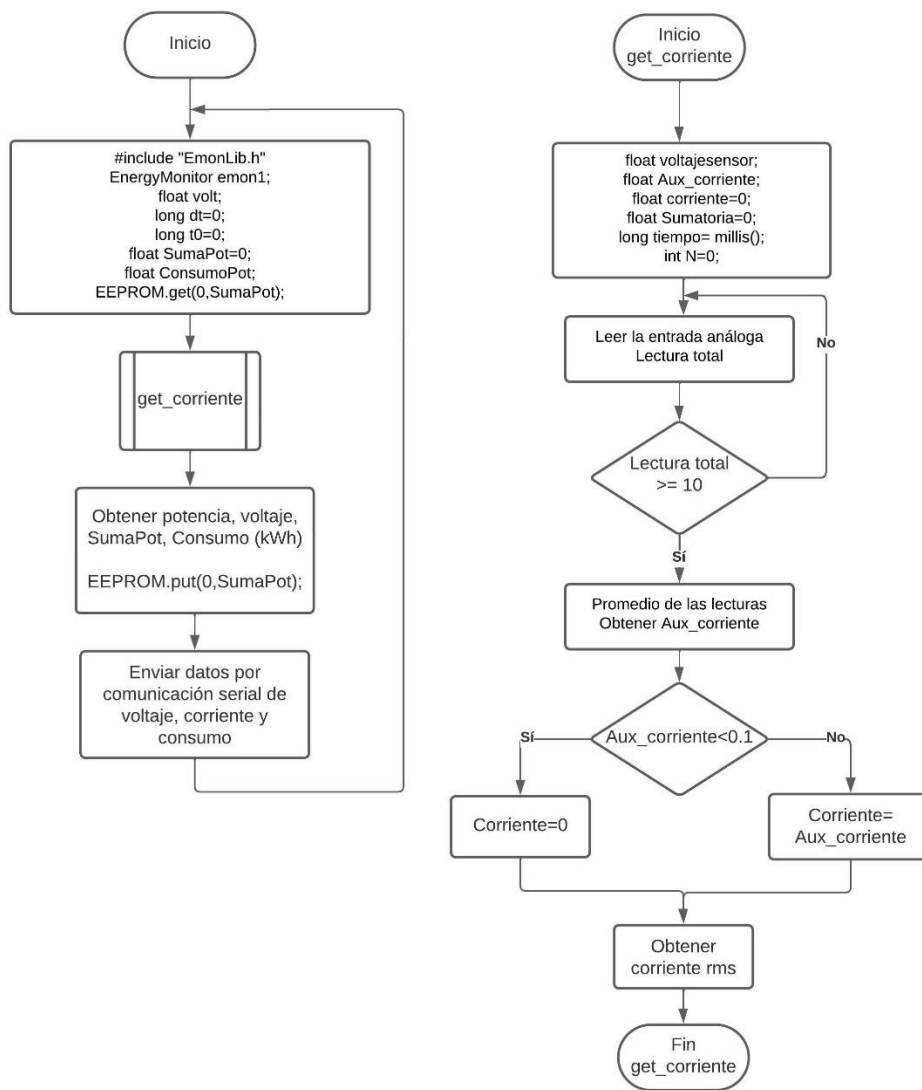 Inicio
#include "EmonLib.h"
EnergyMonitor emon1;
float volt;
long dt=0;
long t0=0;
float SumaPot=0;
float ConsumoPot;
EEPROM.get(0,SumaPot);
get_corriente
Obtener potencia, voltaje,
SumaPot, Consumo (kWh)
EEPROM.put(0,SumaPot);
Enviar datos por
comunicación serial de
voltaje, corriente y
consumo
Inicio
get_corriente
float voltajesensor;
float Aux_corriente;
float corriente=0;
float Sumatoria=0;
long tiempo= millis();
int N=0;
Leer la entrada análoga
Lectura total
No
Lectura total
>= 10
Sí
Promedio de las lecturas
Obtener Aux_corriente
Aux_corriente<0.1
Sí
No
Corriente=0
Corriente=
Aux_corriente
Obtener
corriente rms
Fin
get_corriente